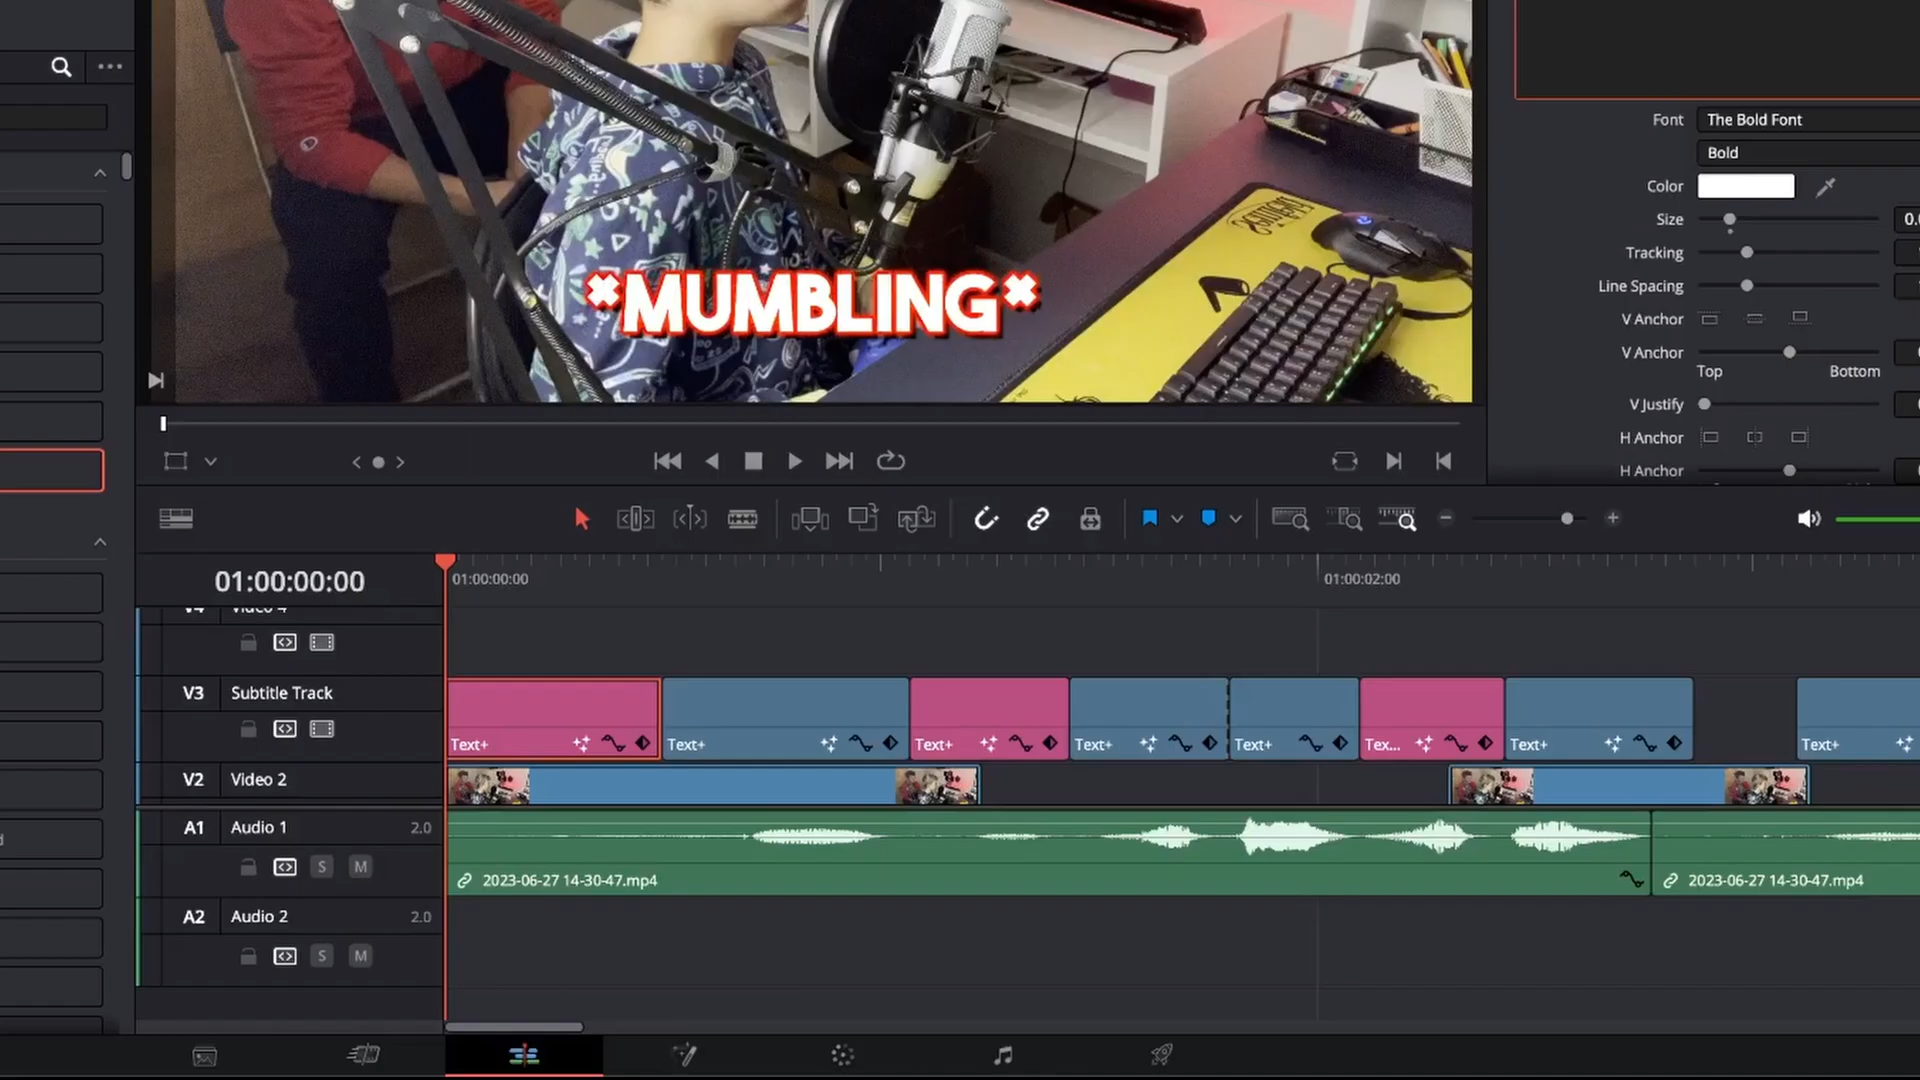 Font
The Bold Font
Bold
Color
Size
0.
Tracking
*MUMBLING*
Line Spacing
V Anchor
V Anchor
Top
Bottom
V Justify
H Anchor
H Anchor
01:00:00:00
01:00:00:00
01:00:02:00
V4 Video 4
V3 Subtitle Track
Text+
Text+
Text+
Text+
Text+
Tex...
Text+
Text+
V2 Video 2
A1 Audio 1 2.0
S M
2023-06-27 14-30-47.mp4
2023-06-27 14-30-47.mp4
A2 Audio 2 2.0
S M